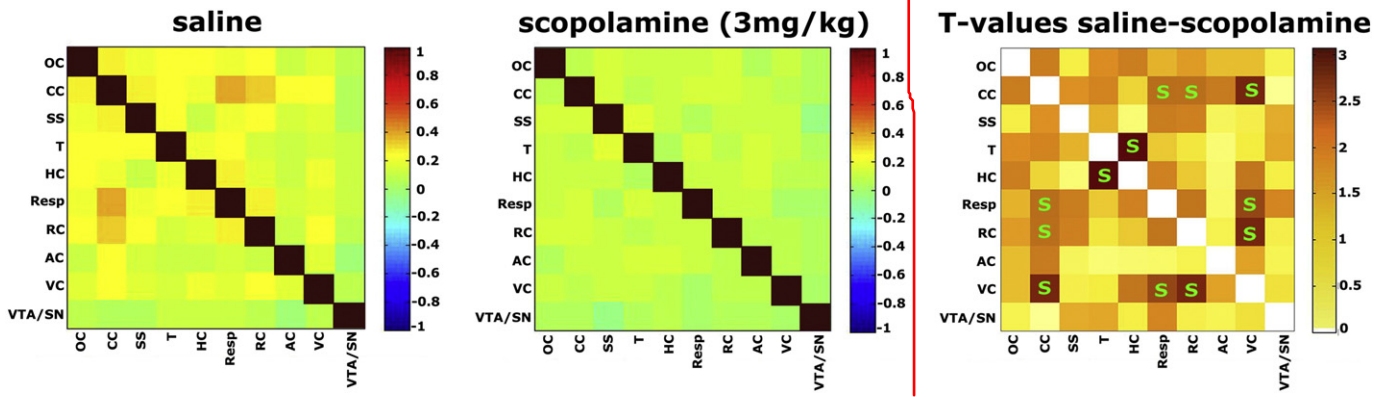 saline
OC
CC
SS
T
HC
Resp
RC
AC
VC
VTA/SN
OC
CC
SS
T
HC
Resp
RC
AC
VC
VTA/SN
1
0.8
0.6
0.4
0.2
0
-0.2
-0.4
-0.6
-0.8
-1
scopolamine (3mg/kg)
OC
CC
SS
T
HC
Resp
RC
AC
VC
VTA/SN
OC
CC
SS
T
HC
Resp
RC
AC
VC
VTA/SN
1
0.8
0.6
0.4
0.2
0
-0.2
-0.4
-0.6
-0.8
-1
T-values saline-scopolamine
OC
CC S S S
SS
T S
HC S
Resp S S
RC S S
AC
VC S S S
VTA/SN
OC
CC
SS
T
HC
Resp
RC
AC
VC
VTA/SN
3
2.5
2
1.5
1
0.5
0